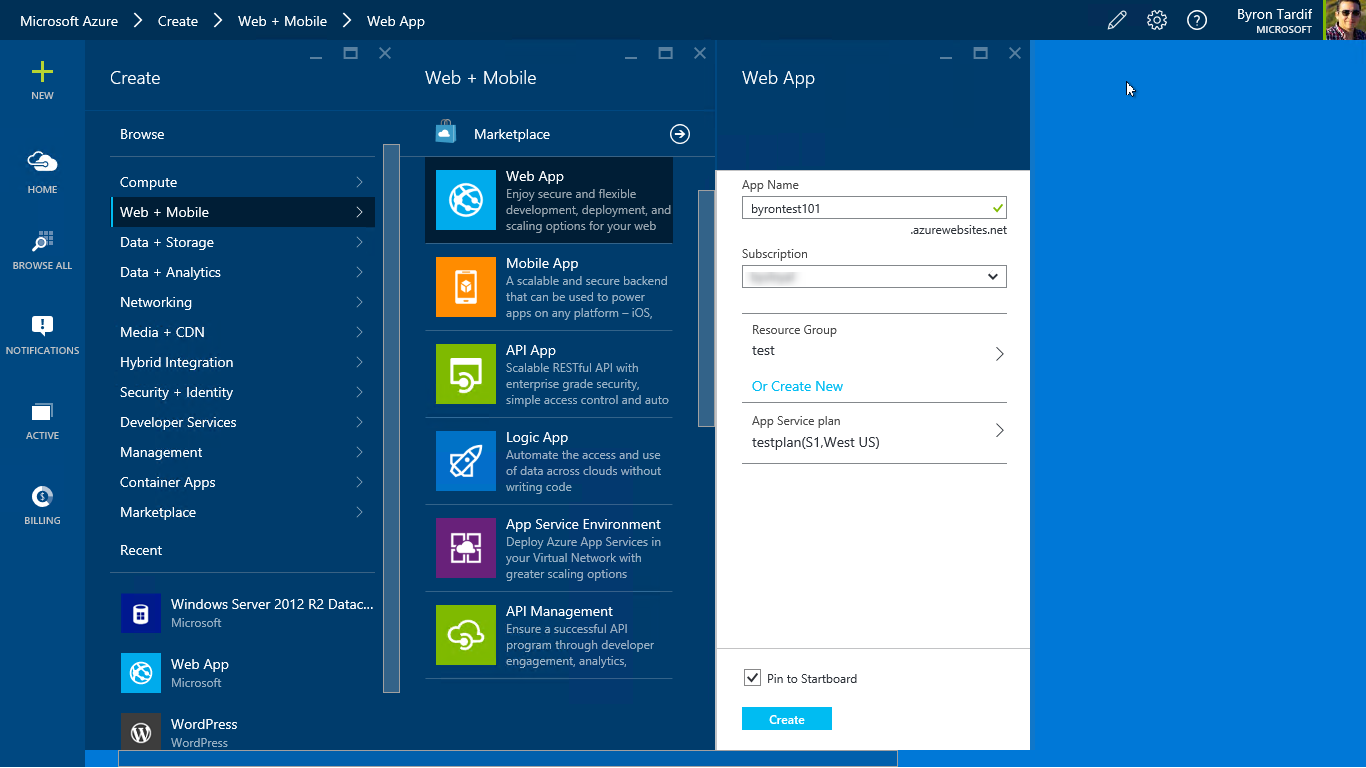 Microsoft Azure > Create > Web + Mobile > Web App
Byron Tardif
MICROSOFT
NEW
HOME
BROWSE ALL
NOTIFICATIONS
ACTIVE
BILLING
Create
Browse
Compute
Web + Mobile
Data + Storage
Data + Analytics
Networking
Media + CDN
Hybrid Integration
Security + Identity
Developer Services
Management
Container Apps
Marketplace
Recent
Windows Server 2012 R2 Datac...
Microsoft
Web App
Microsoft
WordPress
WordPress
Web + Mobile
Marketplace
Web App
Enjoy secure and flexible
development, deployment, and
scaling options for your web
Mobile App
A scalable and secure backend
that can be used to power
apps on any platform – iOS,
API App
Scalable RESTful API with
enterprise grade security,
simple access control and auto
Logic App
Automate the access and use
of data across clouds without
writing code
App Service Environment
Deploy Azure App Services in
your Virtual Network with
greater scaling options
API Management
Ensure a successful API
program through developer
engagement, analytics,
Web App
App Name
byrontest101
.azurewebsites.net
Subscription
Resource Group
test
Or Create New
App Service plan
testplan(S1,West US)
Pin to Startboard
Create